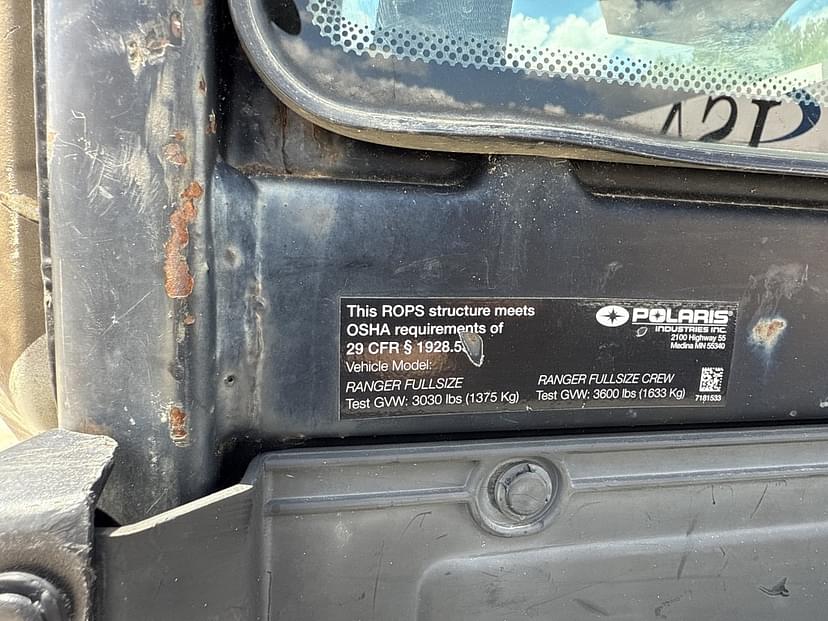 This ROPS structure meets
OSHA requirements of
29 CFR § 1928.5
Vehicle Model:
RANGER FULLSIZE
Test GVW: 3030 lbs (1375 Kg)
RANGER FULLSIZE CREW
Test GVW: 3600 lbs (1633 Kg)
POLARIS
INDUSTRIES INC.
2100 Highway 55
Medina MN 55340
7181533